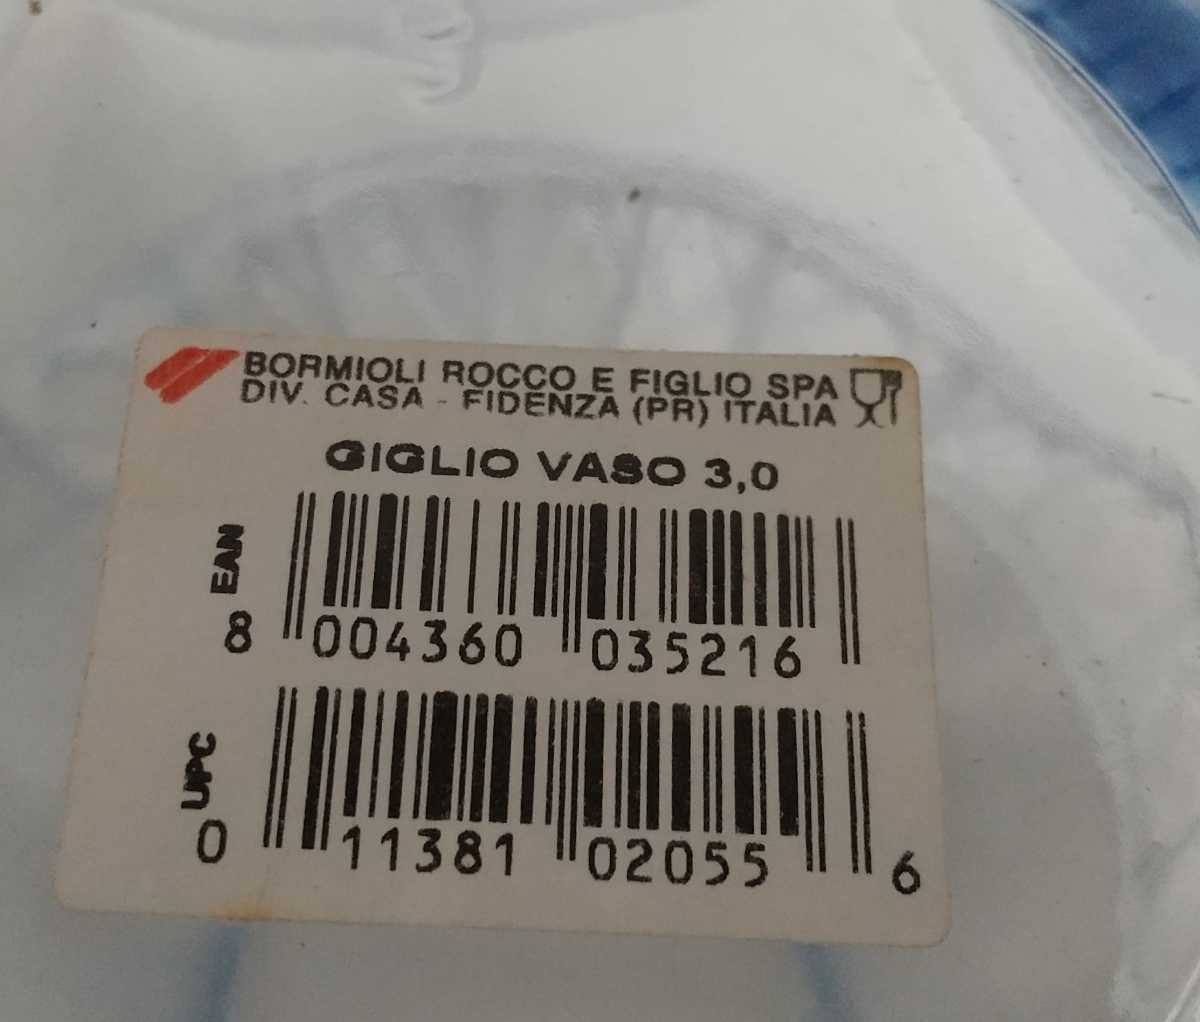 BORMIOLI ROCCO E FIGLIO SPA
DIV. CASA - FIDENZA (PR) ITALIA
GIGLIO VASO 3,0
EAN
8 004360 035216
UPC
0 11381 02055 6